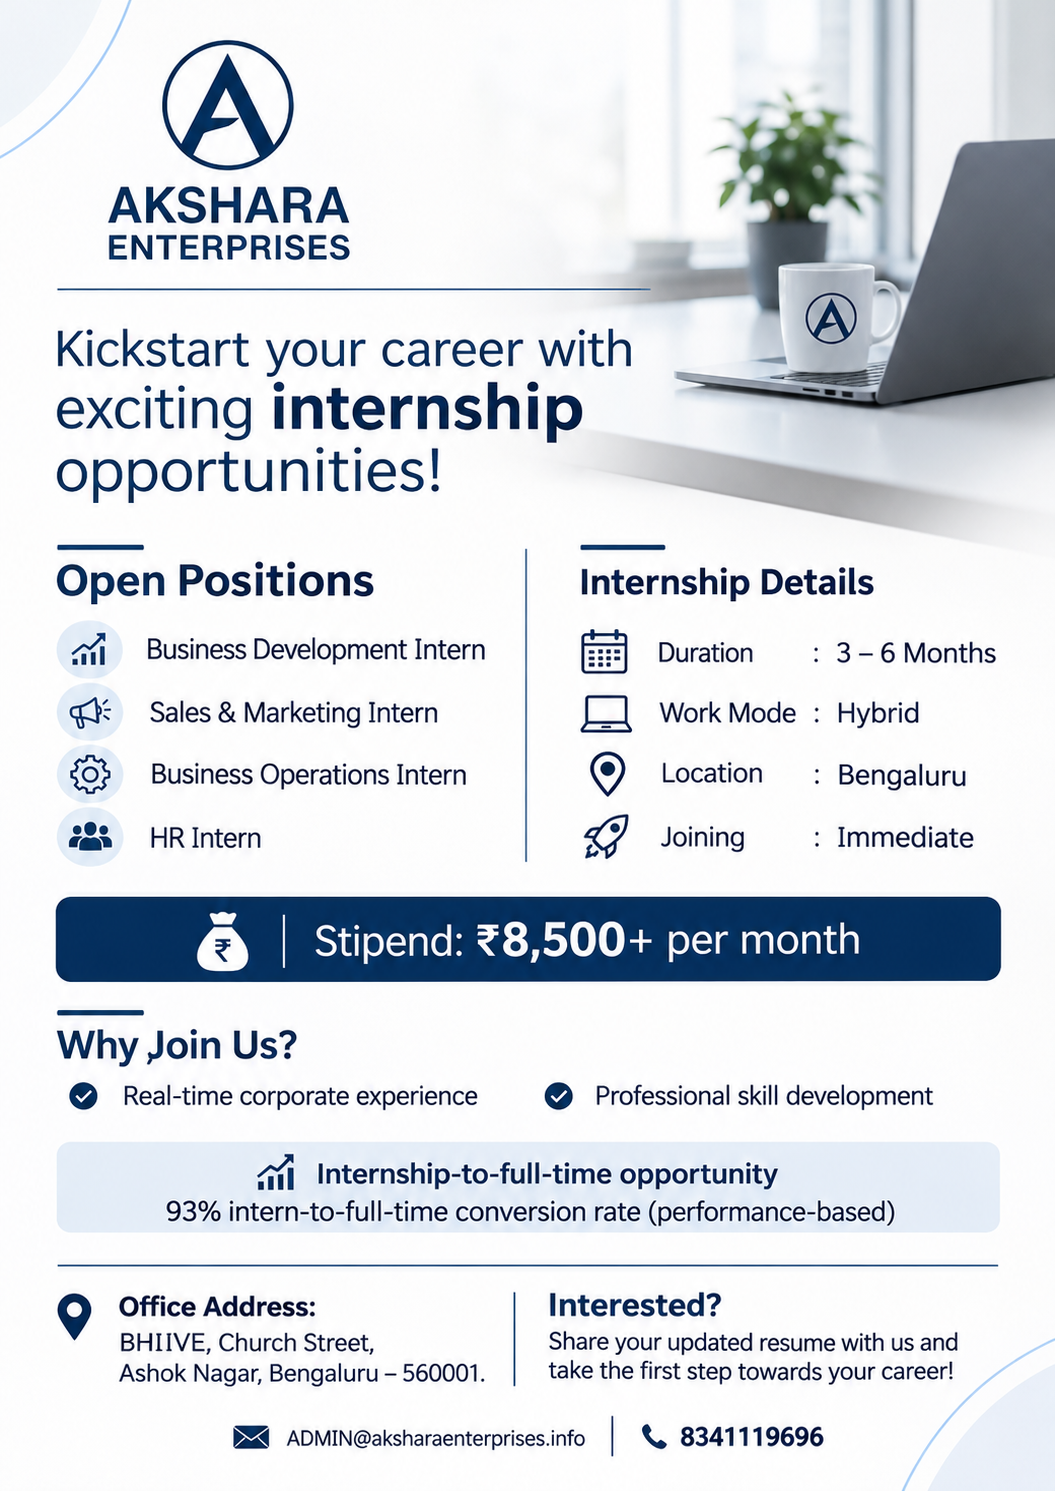 AKSHARA
ENTERPRISES
Kickstart your career with
exciting internship
opportunities!
Open Positions
Business Development Intern
Sales & Marketing Intern
Business Operations Intern
HR Intern
Internship Details
Duration : 3 – 6 Months
Work Mode : Hybrid
Location : Bengaluru
Joining : Immediate
Stipend: ₹8,500+ per month
Why Join Us?
Real-time corporate experience
Professional skill development
Internship-to-full-time opportunity
93% intern-to-full-time conversion rate (performance-based)
Office Address:
BHIIVE, Church Street,
Ashok Nagar, Bengaluru – 560001.
Interested?
Share your updated resume with us and
take the first step towards your career!
ADMIN@aksharaenterprises.info
8341119696